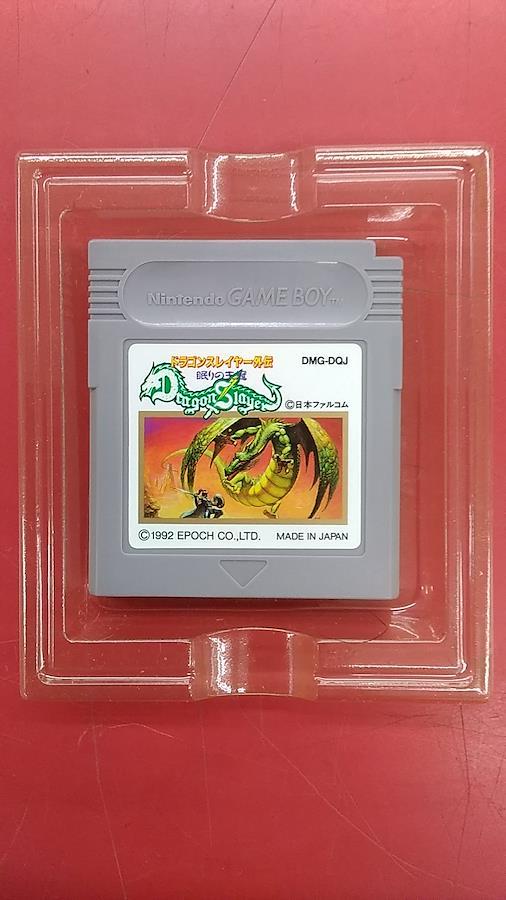 Nintendo GAME BOY TM
ドラゴンスレイヤー外伝
DMG-DQJ
眠りの王冠
Dragon Slayer
©日本ファルコム
©1992 EPOCH CO.,LTD.
MADE IN JAPAN